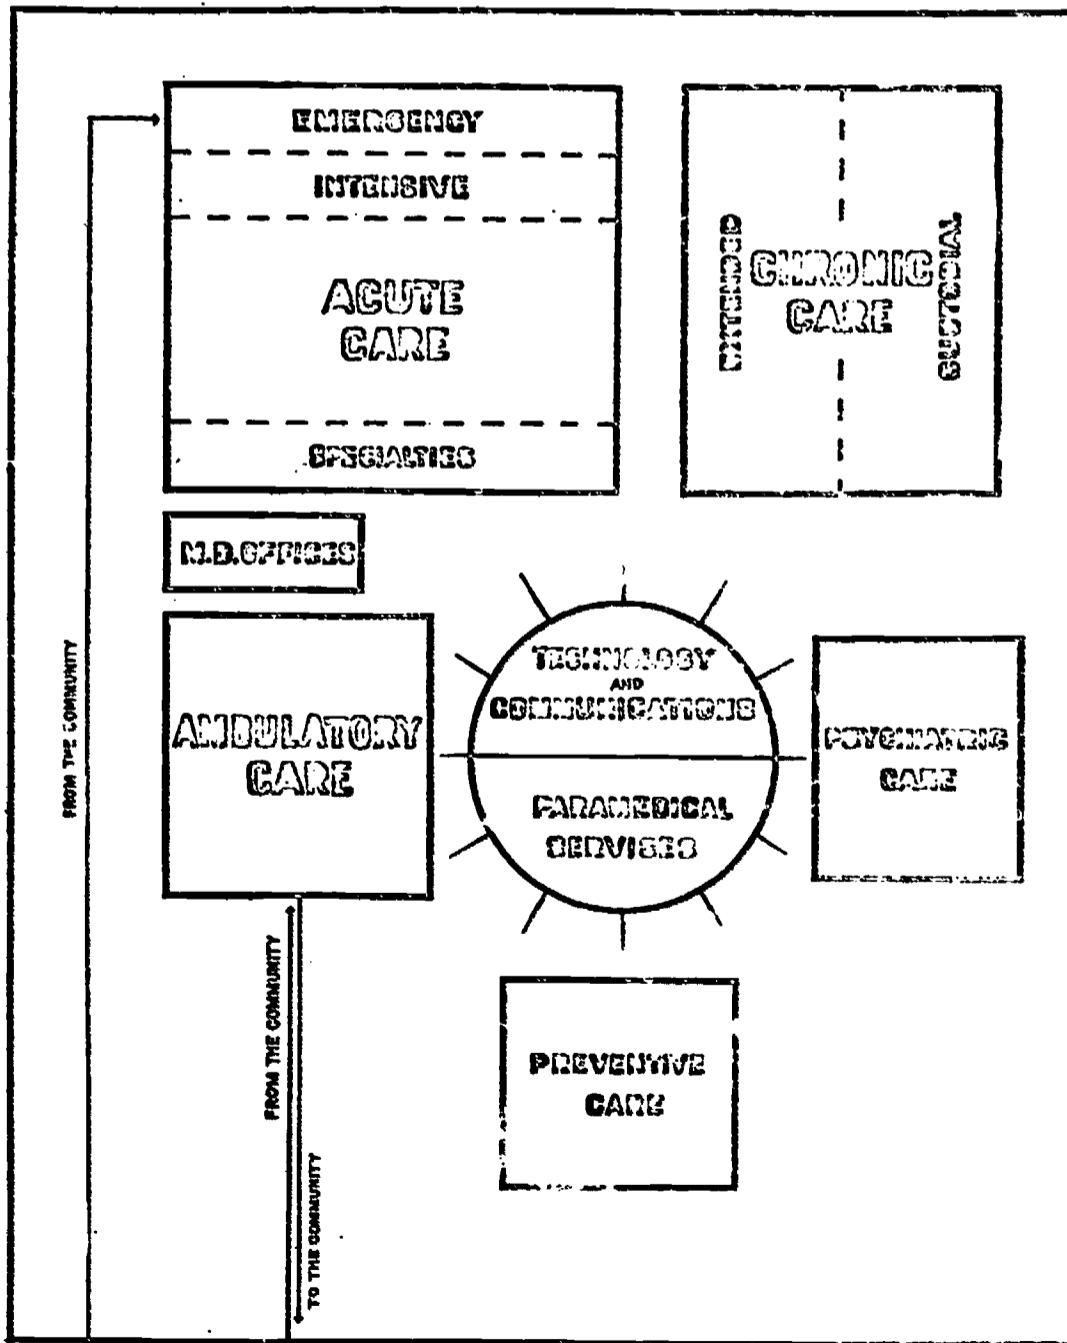 EMERGENCY
INTENSIVE
ACUTE
CARE
SPECIALTIES
EXTENDED
CHRONIC
CARE
CUSTODIAL
M.D.OFFICES
FROM THE COMMUNITY
AMBULATORY
CARE
TECHNOLOGY
AND
COMMUNICATIONS
PARAMEDICAL
SERVICES
PSYCHIATRIC
CARE
FROM THE COMMUNITY
TO THE COMMUNITY
PREVENTIVE
CARE